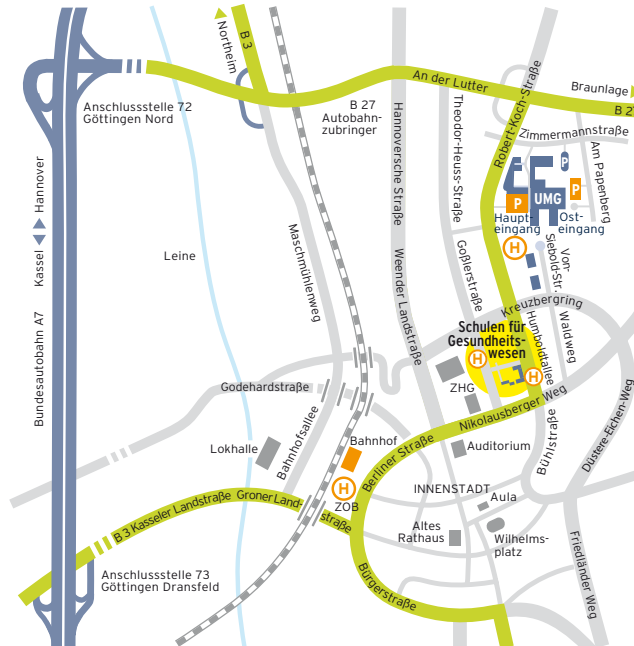 Northeim
B 3
An der Lutter
Braunlage
B 27
Robert-Koch-Straße
Anschlussstelle 72
Göttingen Nord
B 27
Autobahn-
zubringer
Hannoversche Straße
Theodor-Heuss-Straße
Zimmermannstraße
Am Papenberg
P
P
P
UMG
Haupt-
eingang
Ost-
eingang
H
Kassel
Hannover
Leine
Maschmühlenweg
Weender Landstraße
Goßlerstraße
Von-
Siebold-Str.
Bundesautobahn A7
Kreuzbergring
Schulen für
Gesundheits-
wesen
H
H
Humboldtallee
Waldweg
Godehardstraße
ZHG
Nikolausberger Weg
Düstere-Eichen-Weg
Lokhalle
Bahnhofsallee
Bahnhof
Berliner Straße
Auditorium
Bühlstraße
H
ZOB
INNENSTADT
Aula
B 3 Kasseler Landstraße
Groner Land-
straße
Altes
Rathaus
Wilhelms-
platz
Friedländer Weg
Anschlussstelle 73
Göttingen Dransfeld
Bürgerstraße